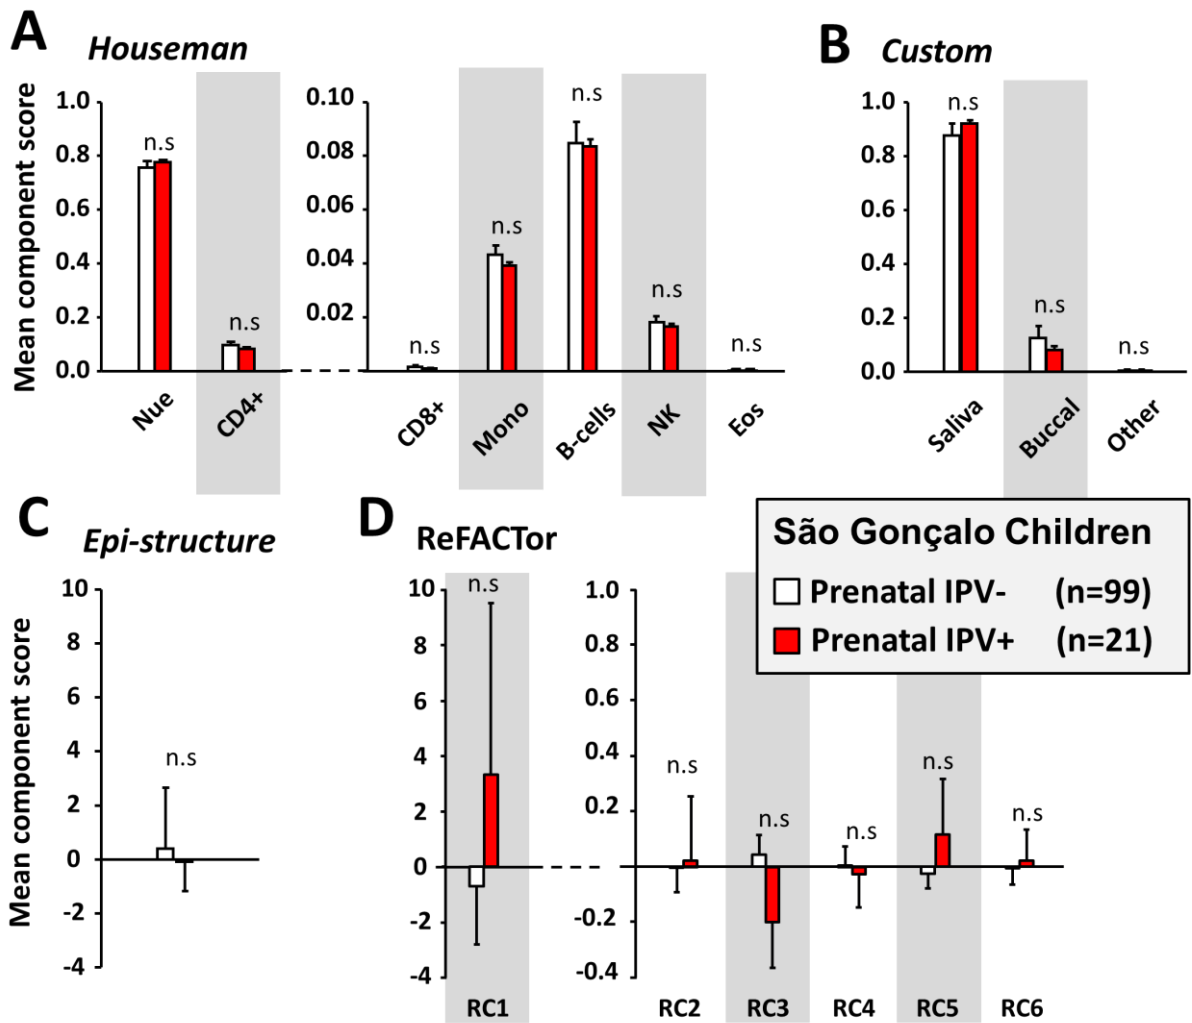 A
Houseman
Mean component score
1.0
0.8
0.6
0.4
0.2
0.0
n.s
n.s
Nue
CD4+
0.10
0.08
0.06
0.04
0.02
n.s
n.s
n.s
n.s
n.s
CD8+
Mono
B-cells
NK
Eos
B
Custom
1.0
0.8
0.6
0.4
0.2
0.0
n.s
n.s
n.s
Saliva
Buccal
Other
C
Epi-structure
Mean component score
10
8
6
4
2
0
-2
-4
n.s
D
ReFACTor
10
8
6
4
2
0
-2
-4
n.s
RC1
1.0
0.8
0.6
0.4
0.2
0
-0.2
-0.4
n.s
n.s
n.s
n.s
n.s
RC2
RC3
RC4
RC5
RC6
São Gonçalo Children
Prenatal IPV- (n=99)
Prenatal IPV+ (n=21)